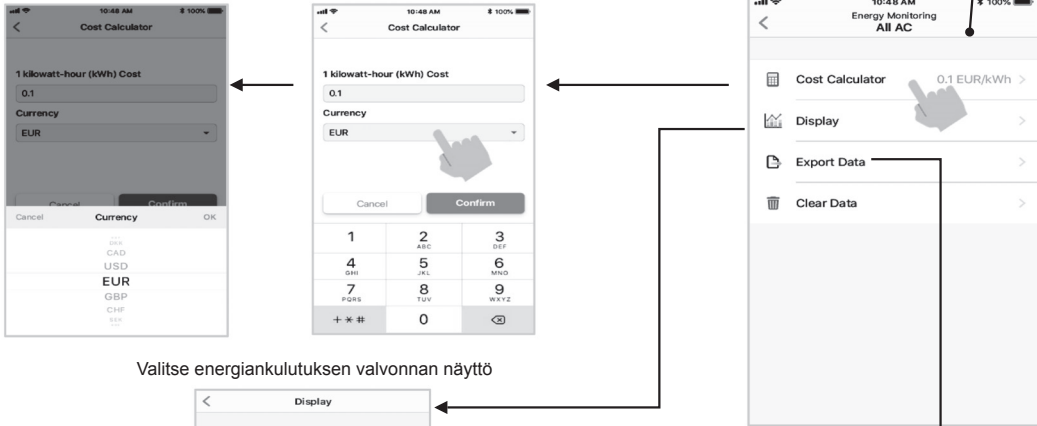 10:48 AM
100%
Cost Calculator
1 kilowatt-hour (kWh) Cost
0.1
Currency
EUR
Cancel
Confirm
Cancel
Currency
OK
DEK
CAD
USD
EUR
GBP
CHF
SEK
10:48 AM
100%
Cost Calculator
1 kilowatt-hour (kWh) Cost
0.1
Currency
EUR
Cancel
Confirm
1
2 ABC
3 DEF
4 GHI
5 JKL
6 MNO
7 PQRS
8 TUV
9 WXYZ
+ * #
0
10:48 AM
100%
Energy Monitoring
All AC
Cost Calculator 0.1 EUR/kWh >
Display >
Export Data >
Clear Data >
Valitse energiankulutuksen valvonnan näyttö
Display